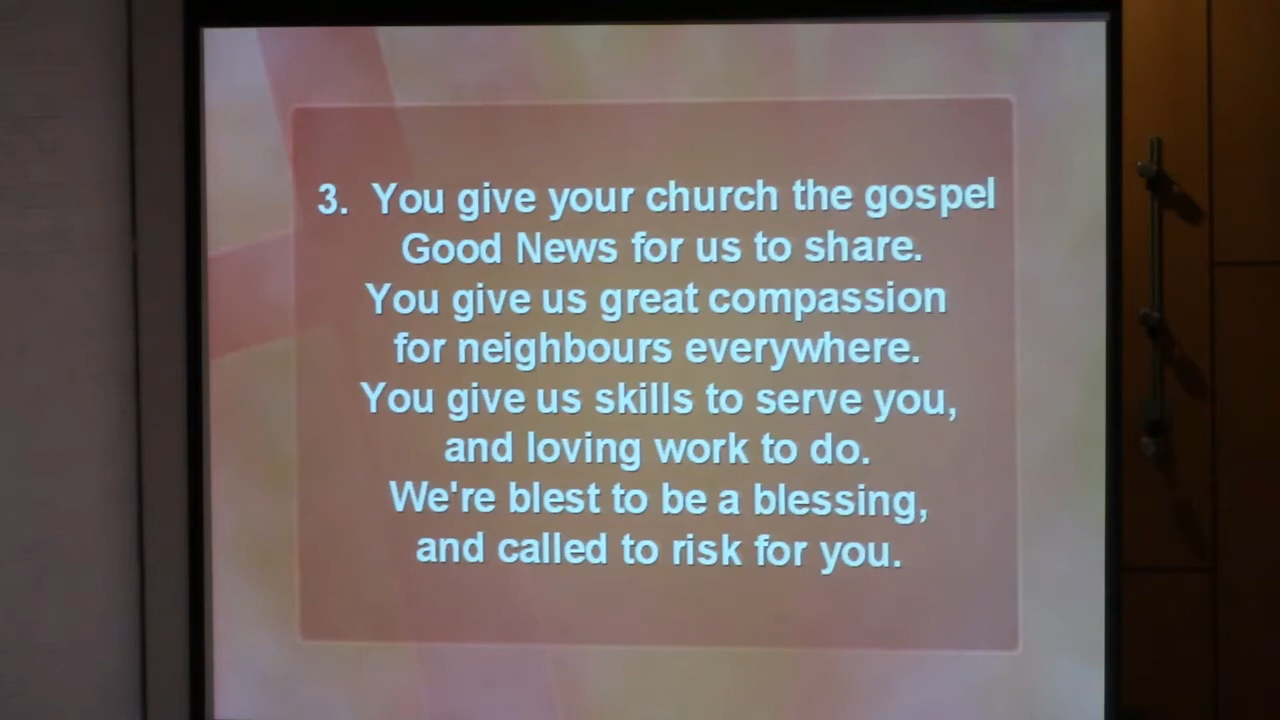 3. You give your church the gospel
Good News for us to share.
You give us great compassion
for neighbours everywhere.
You give us skills to serve you,
and loving work to do.
We're blest to be a blessing,
and called to risk for you.